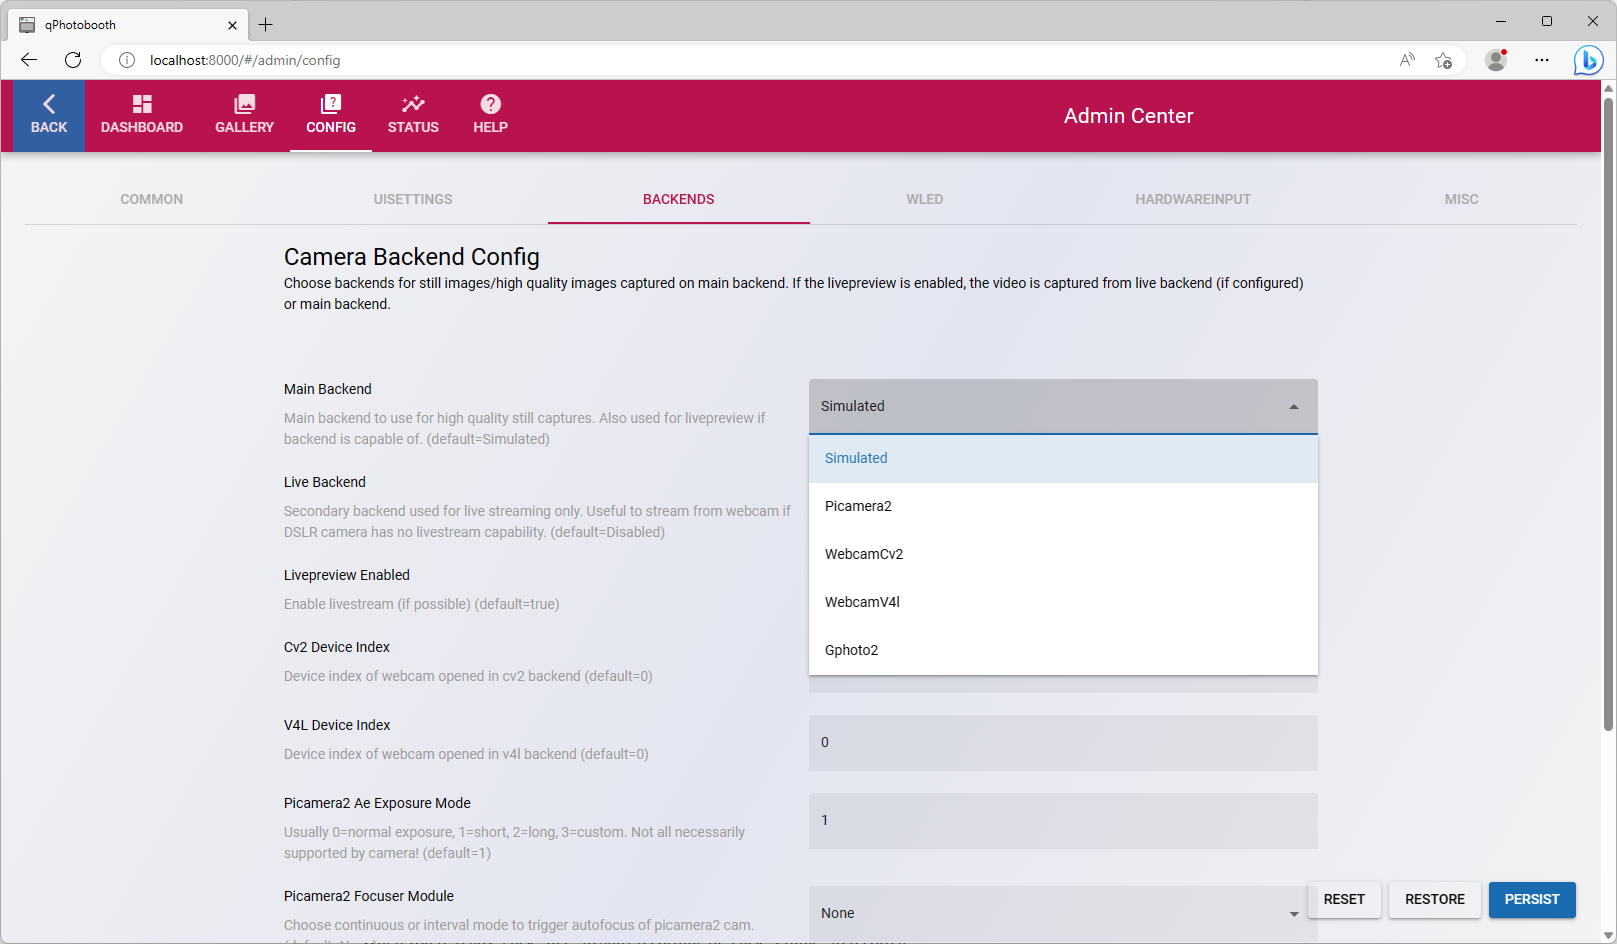 qPhotobooth
localhost:8000/#/admin/config
BACK
DASHBOARD
GALLERY
CONFIG
STATUS
HELP
Admin Center
COMMON
UISETTINGS
BACKENDS
WLED
HARDWAREINPUT
MISC
Camera Backend Config
Choose backends for still images/high quality images captured on main backend. If the livepreview is enabled, the video is captured from live backend (if configured)
or main backend.
Main Backend
Main backend to use for high quality still captures. Also used for livepreview if
backend is capable of. (default=Simulated)
Simulated
Simulated
Picamera2
WebcamCv2
WebcamV4l
Gphoto2
Live Backend
Secondary backend used for live streaming only. Useful to stream from webcam if
DSLR camera has no livestream capability. (default=Disabled)
Livepreview Enabled
Enable livestream (if possible) (default=true)
Cv2 Device Index
Device index of webcam opened in cv2 backend (default=0)
V4L Device Index
Device index of webcam opened in v4l backend (default=0)
0
Picamera2 Ae Exposure Mode
Usually 0=normal exposure, 1=short, 2=long, 3=custom. Not all necessarily
supported by camera! (default=1)
1
Picamera2 Focuser Module
Choose continuous or interval mode to trigger autofocus of picamera2 cam.
None
RESET
RESTORE
PERSIST